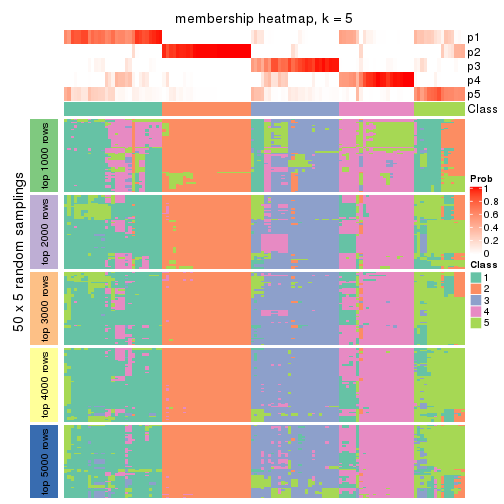 membership heatmap, k = 5
p1
p2
p3
p4
p5
Class
50 x 5 random samplings
top 1000 rows
top 2000 rows
top 3000 rows
top 4000 rows
top 5000 rows
Prob
1
0.8
0.6
0.4
0.2
0
Class
1
2
3
4
5